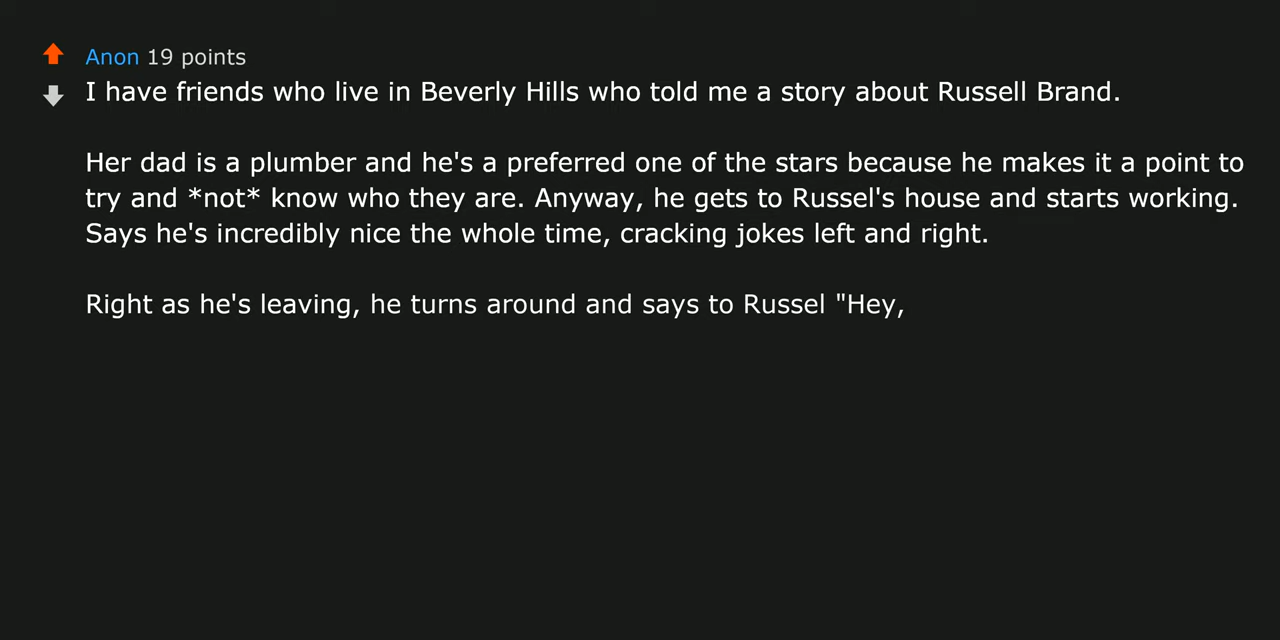 Anon 19 points
I have friends who live in Beverly Hills who told me a story about Russell Brand.
Her dad is a plumber and he's a preferred one of the stars because he makes it a point to
try and *not* know who they are. Anyway, he gets to Russel's house and starts working.
Says he's incredibly nice the whole time, cracking jokes left and right.
Right as he's leaving, he turns around and says to Russel "Hey,